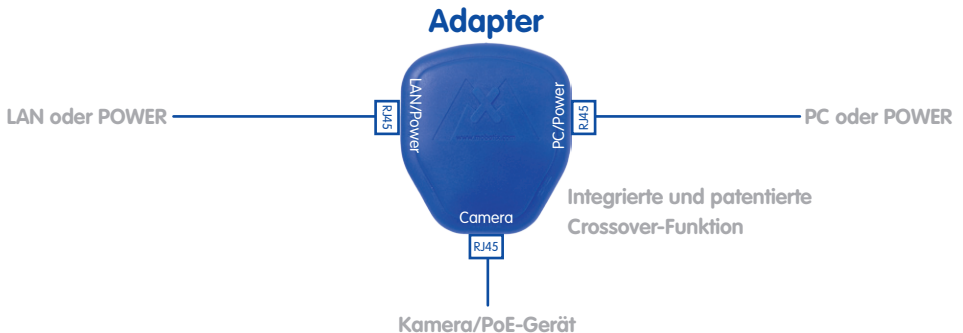 Adapter
LAN/Power
PC/Power
LAN oder POWER
RJ45
RJ45
PC oder POWER
Integrierte und patentierte
Crossover-Funktion
Camera
RJ45
Kamera/PoE-Gerät